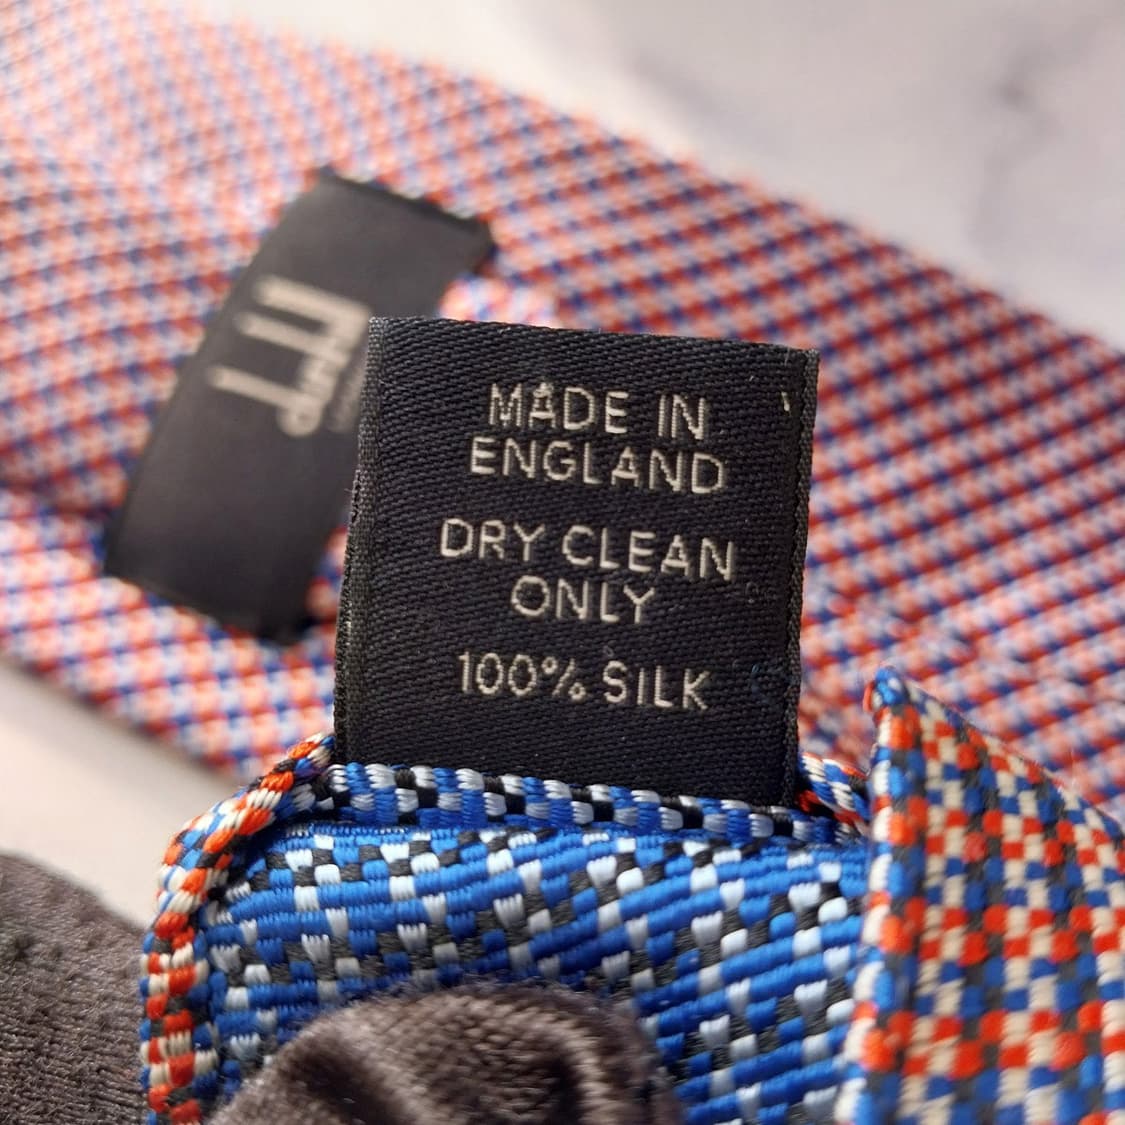 MADE IN
ENGLAND
DRY CLEAN
ONLY
100% SILK